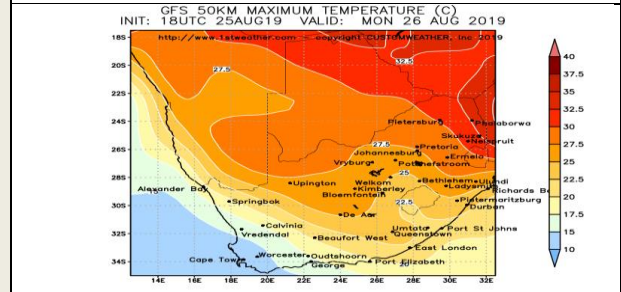 GFS 50KM MAXIMUM TEMPERATURE (C)
INIT: 18UTC 25AUG19 VALID: MON 26 AUG 2019
http://www.1stweather.com copyright CUSTOMWEATHER, Inc 2019
18S
20S
22S
24S
26S
28S
30S
32S
34S
27.5
32.5
27.5
25
22.5
20
Pietersburg
Phalaborwa
Skukuza
Nelspruit
Pretoria
Johannesburg
Ermelo
Vryburg
Potchefstroom
Upington
Welkom
Bethlehem
Ulundi
Kimberley
Ladysmith
Bloemfontein
Richards B
Alexander Bay
Springbok
Pietermaritzburg
Durban
De Aar
Calvinia
Vredendal
Beaufort West
Umtata
Queenstown
Port St Johns
East London
Cape Town
Worcester
Oudtshoorn
George
Port Elizabeth
14E 16E 18E 20E 22E 24E 26E 28E 30E 32E
40
37.5
35
32.5
30
27.5
25
22.5
20
17.5
15
10